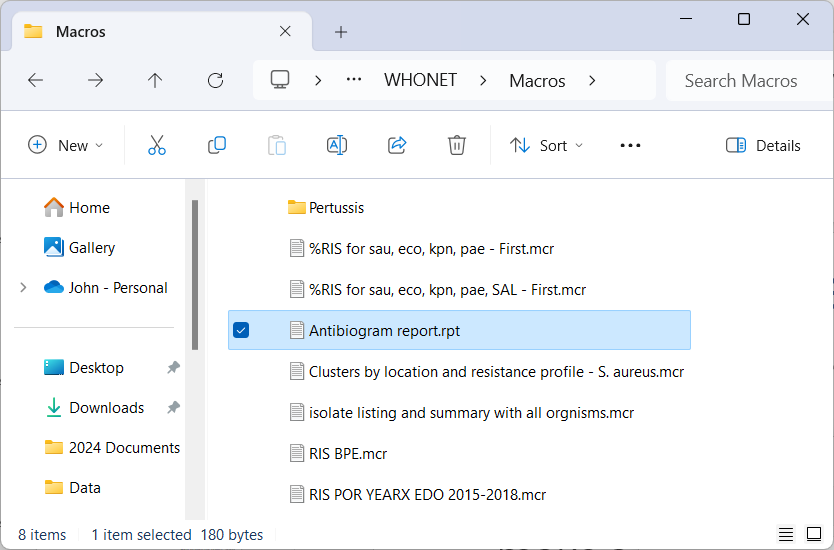 Macros
WHONET
Macros
Search Macros
New
Sort
Details
Home
Gallery
John - Personal
Desktop
Downloads
2024 Documents
Data
Pertussis
%RIS for sau, eco, kpn, pae - First.mcr
%RIS for sau, eco, kpn, pae, SAL - First.mcr
Antibiogram report.rpt
Clusters by location and resistance profile - S. aureus.mcr
isolate listing and summary with all orgnisms.mcr
RIS BPE.mcr
RIS POR YEARX EDO 2015-2018.mcr
8 items 1 item selected 180 bytes